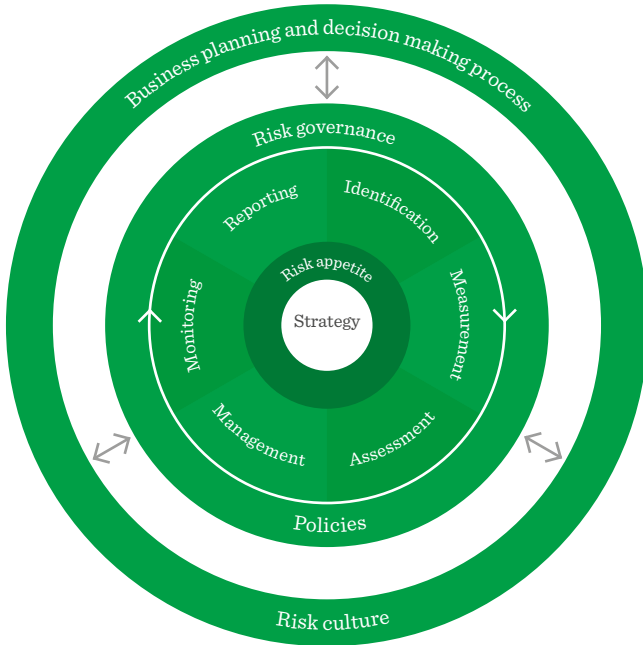 Business planning and decision making process
Risk governance
Reporting
Identification
Risk appetite
Strategy
Monitoring
Measurement
Management
Assessment
Policies
Risk culture